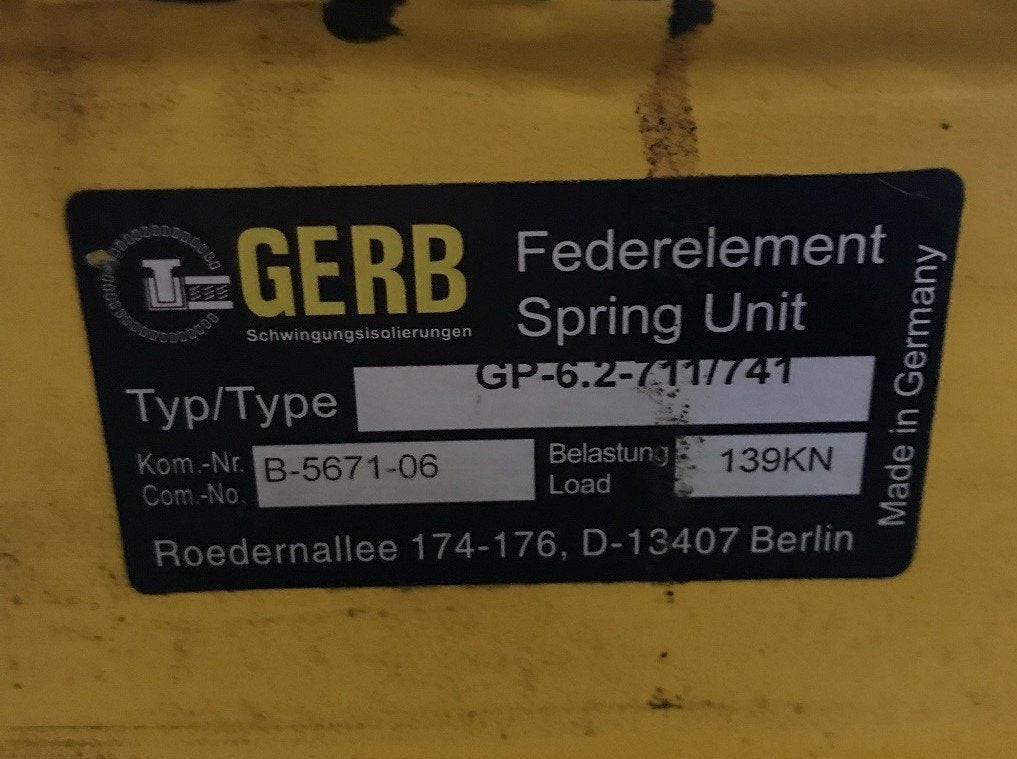 GERB
Schwingungsisolierungen
Federelement
Spring Unit
Typ/Type GP-6.2-711/741
Kom.-Nr. B-5671-06
Com.-No.
Belastung 139KN
Load
Roedernallee 174-176, D-13407 Berlin
Made in Germany